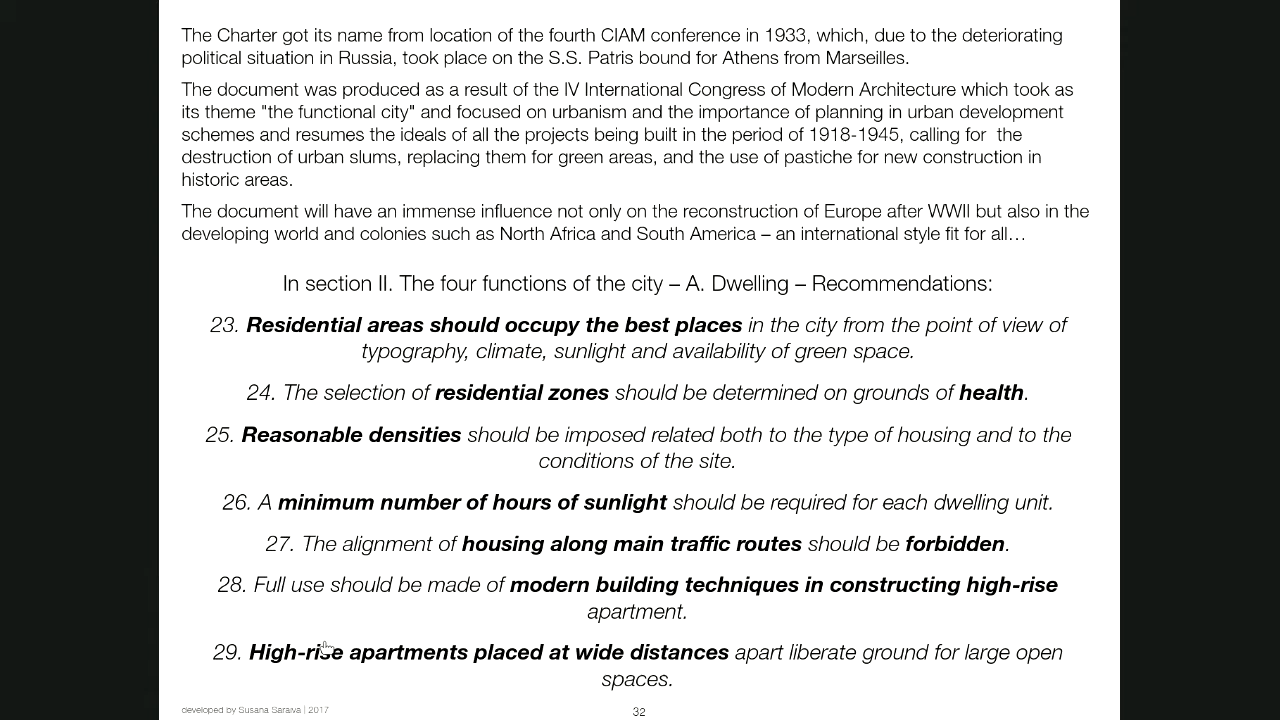 The Charter got its name from location of the fourth CIAM conference in 1933, which, due to the deteriorating
political situation in Russia, took place on the S.S. Patris bound for Athens from Marseilles.
The document was produced as a result of the IV International Congress of Modern Architecture which took as
its theme "the functional city" and focused on urbanism and the importance of planning in urban development
schemes and resumes the ideals of all the projects being built in the period of 1918-1945, calling for  the
destruction of urban slums, replacing them for green areas, and the use of pastiche for new construction in
historic areas.
The document will have an immense influence not only on the reconstruction of Europe after WWII but also in the
developing world and colonies such as North Africa and South America – an international style fit for all…
In section II. The four functions of the city – A. Dwelling – Recommendations:
23. Residential areas should occupy the best places in the city from the point of view of
typography, climate, sunlight and availability of green space.
24. The selection of residential zones should be determined on grounds of health.
25. Reasonable densities should be imposed related both to the type of housing and to the
conditions of the site.
26. A minimum number of hours of sunlight should be required for each dwelling unit.
27. The alignment of housing along main traffic routes should be forbidden.
28. Full use should be made of modern building techniques in constructing high-rise
apartment.
29. High-rise apartments placed at wide distances apart liberate ground for large open
spaces.
developed by Susana Saraiva | 2017
32